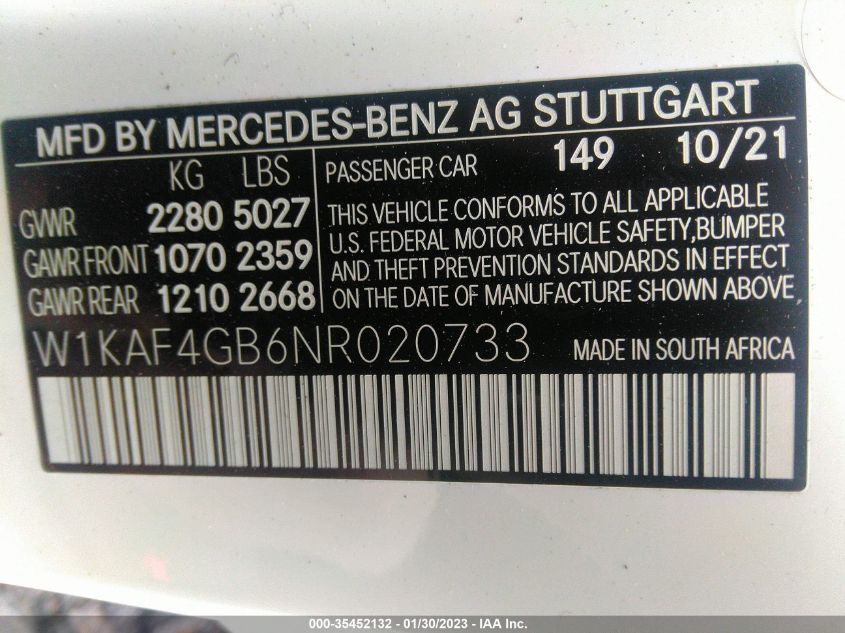 MFD BY MERCEDES-BENZ AG STUTTGART
KG LBS
GVWR 2280 5027
GAWR FRONT 1070 2359
GAWR REAR 1210 2668
PASSENGER CAR 149 10/21
THIS VEHICLE CONFORMS TO ALL APPLICABLE
U.S. FEDERAL MOTOR VEHICLE SAFETY,BUMPER
AND THEFT PREVENTION STANDARDS IN EFFECT
ON THE DATE OF MANUFACTURE SHOWN ABOVE.
W1KAF4GB6NR020733 MADE IN SOUTH AFRICA
000-35452132 - 01/30/2023 - IAA Inc.